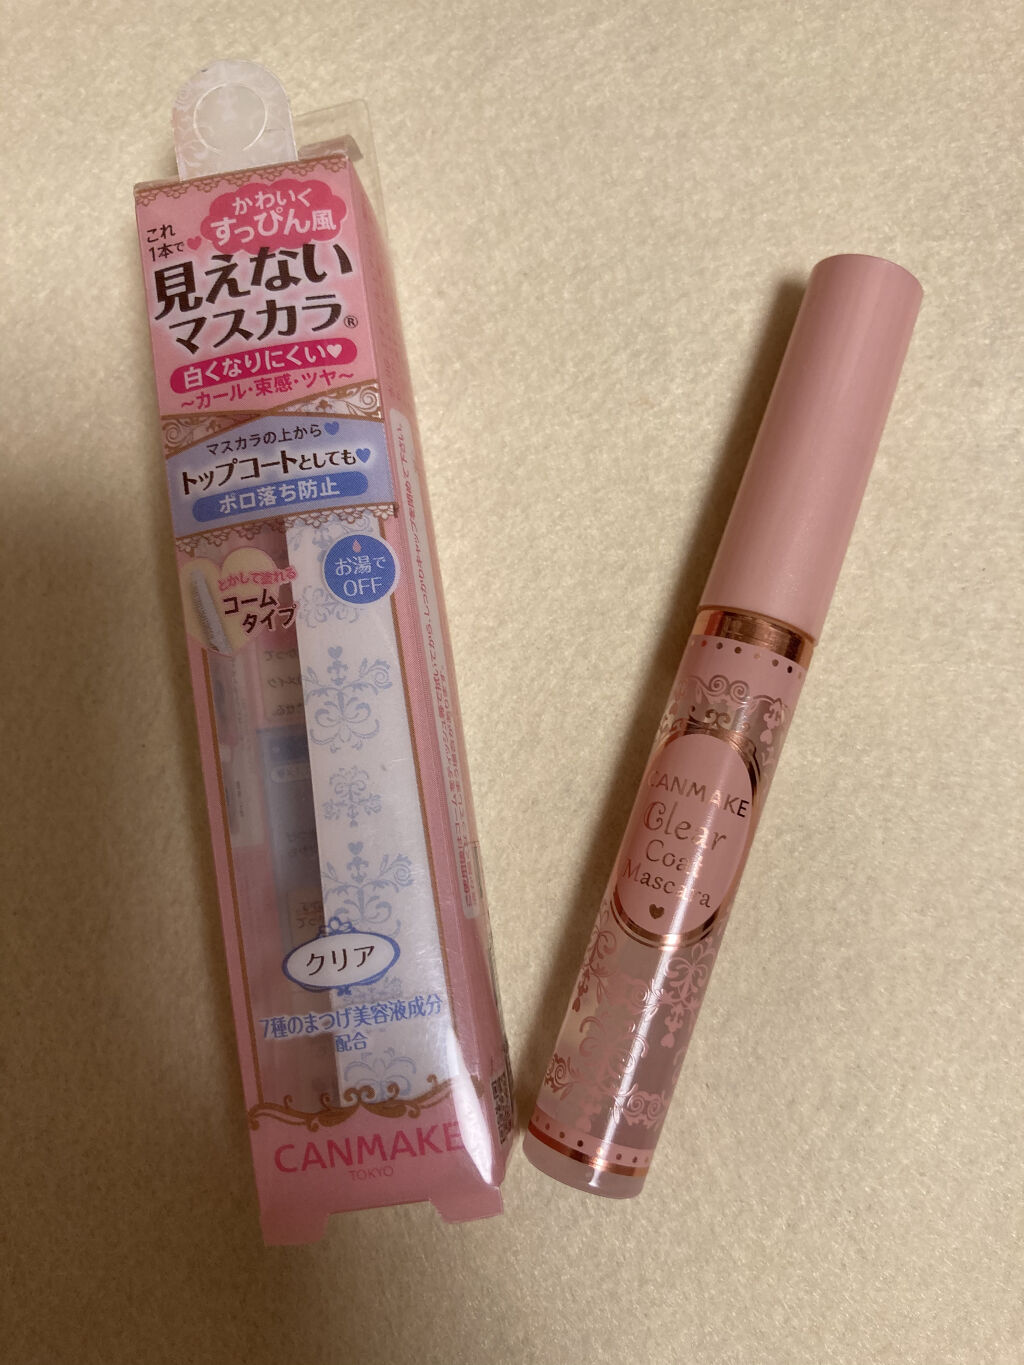 かわいく
すっぴん風
これ
1本で
見えない
マスカラ®
白くなりにくい
～カール・束感・ツヤ～
マスカラの上から
トップコートとしても
ポロ落ち防止
お湯で
OFF
とかして塗れる
コーム
タイプ
クリア
7種のまつげ美容液成分
配合
CANMAKE
TOKYO
CANMAKE
Clear
Coat
Mascara